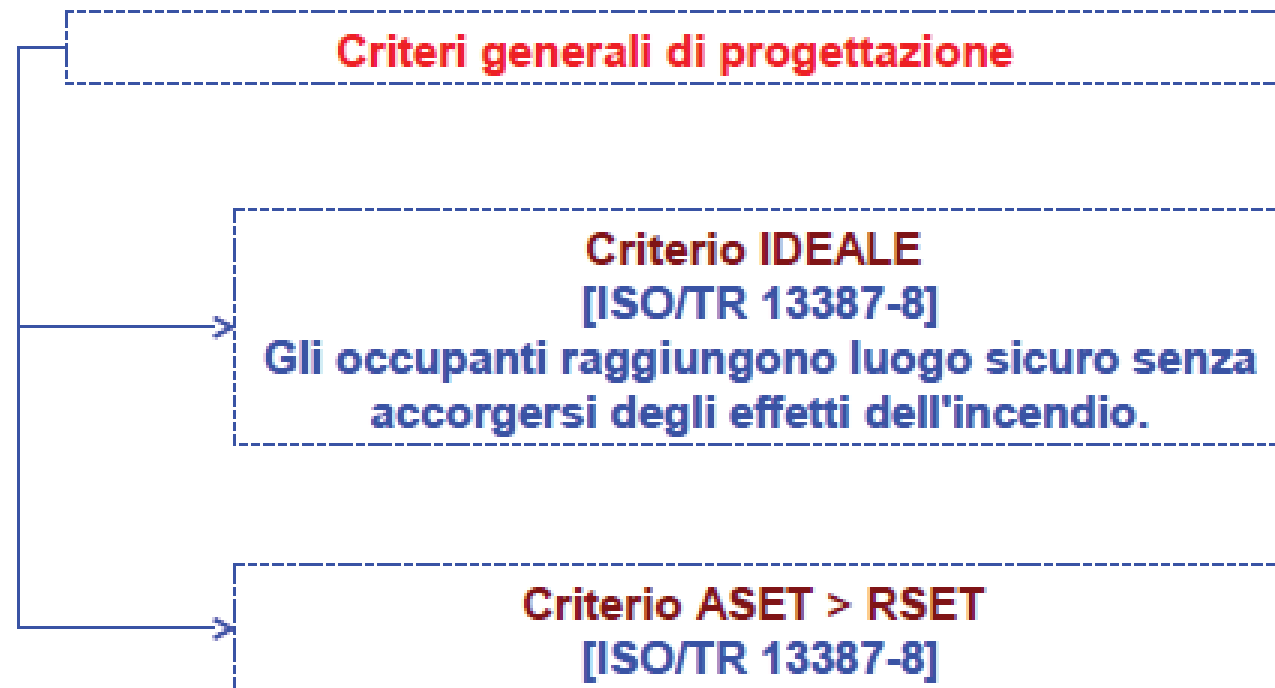 Criteri generali di progettazione
Criterio IDEALE
[ISO/TR 13387-8]
Gli occupanti raggiungono luogo sicuro senza
accorgersi degli effetti dell'incendio.
Criterio ASET > RSET
[ISO/TR 13387-8]